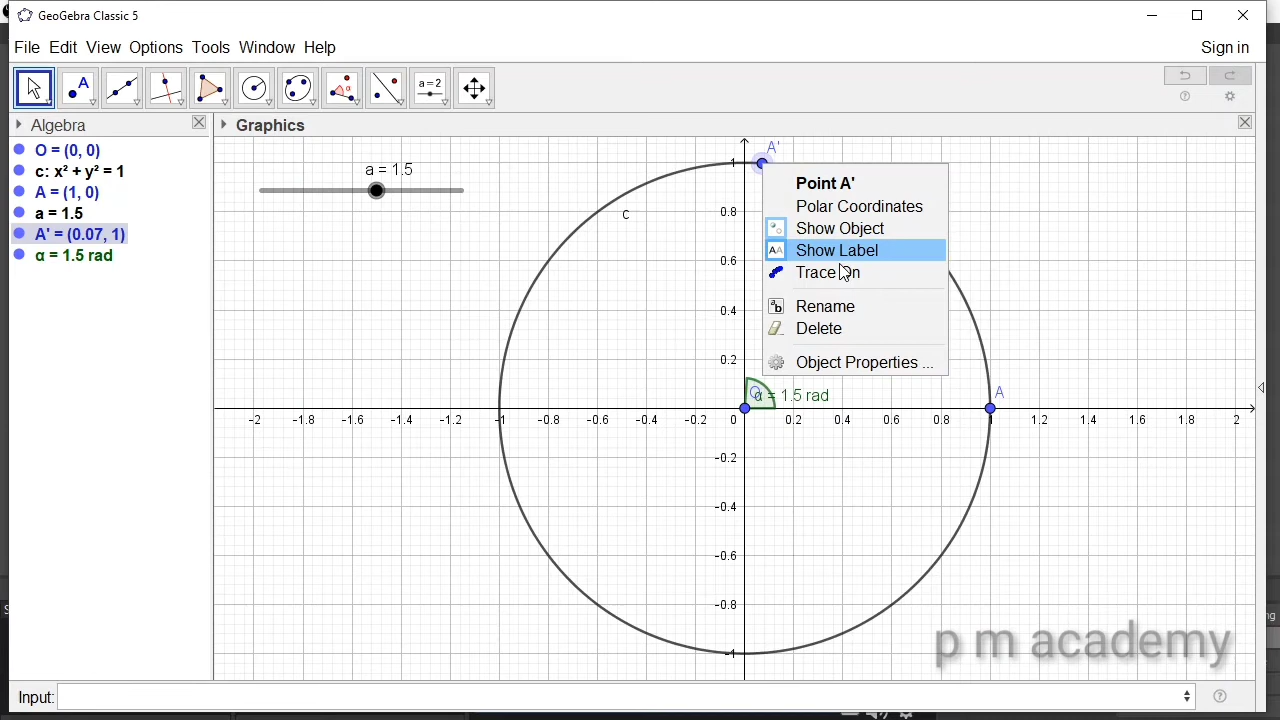 GeoGebra Classic 5
File Edit View Options Tools Window Help
Sign in
A
a=2
Algebra
Graphics
O = (0, 0)
c: x² + y² = 1
A = (1, 0)
a = 1.5
A' = (0.07, 1)
α = 1.5 rad
a = 1.5
c
A'
Point A'
Polar Coordinates
Show Object
AA Show Label
Trace On
ab Rename
Delete
Object Properties ...
O
α = 1.5 rad
A
1
0.8
0.6
0.4
0.2
-2 -1.8 -1.6 -1.4 -1.2 -1 -0.8 -0.6 -0.4 -0.2 0 0.2 0.4 0.6 0.8 1 1.2 1.4 1.6 1.8 2
-0.2
-0.4
-0.6
-0.8
-1
p m academy
Input: